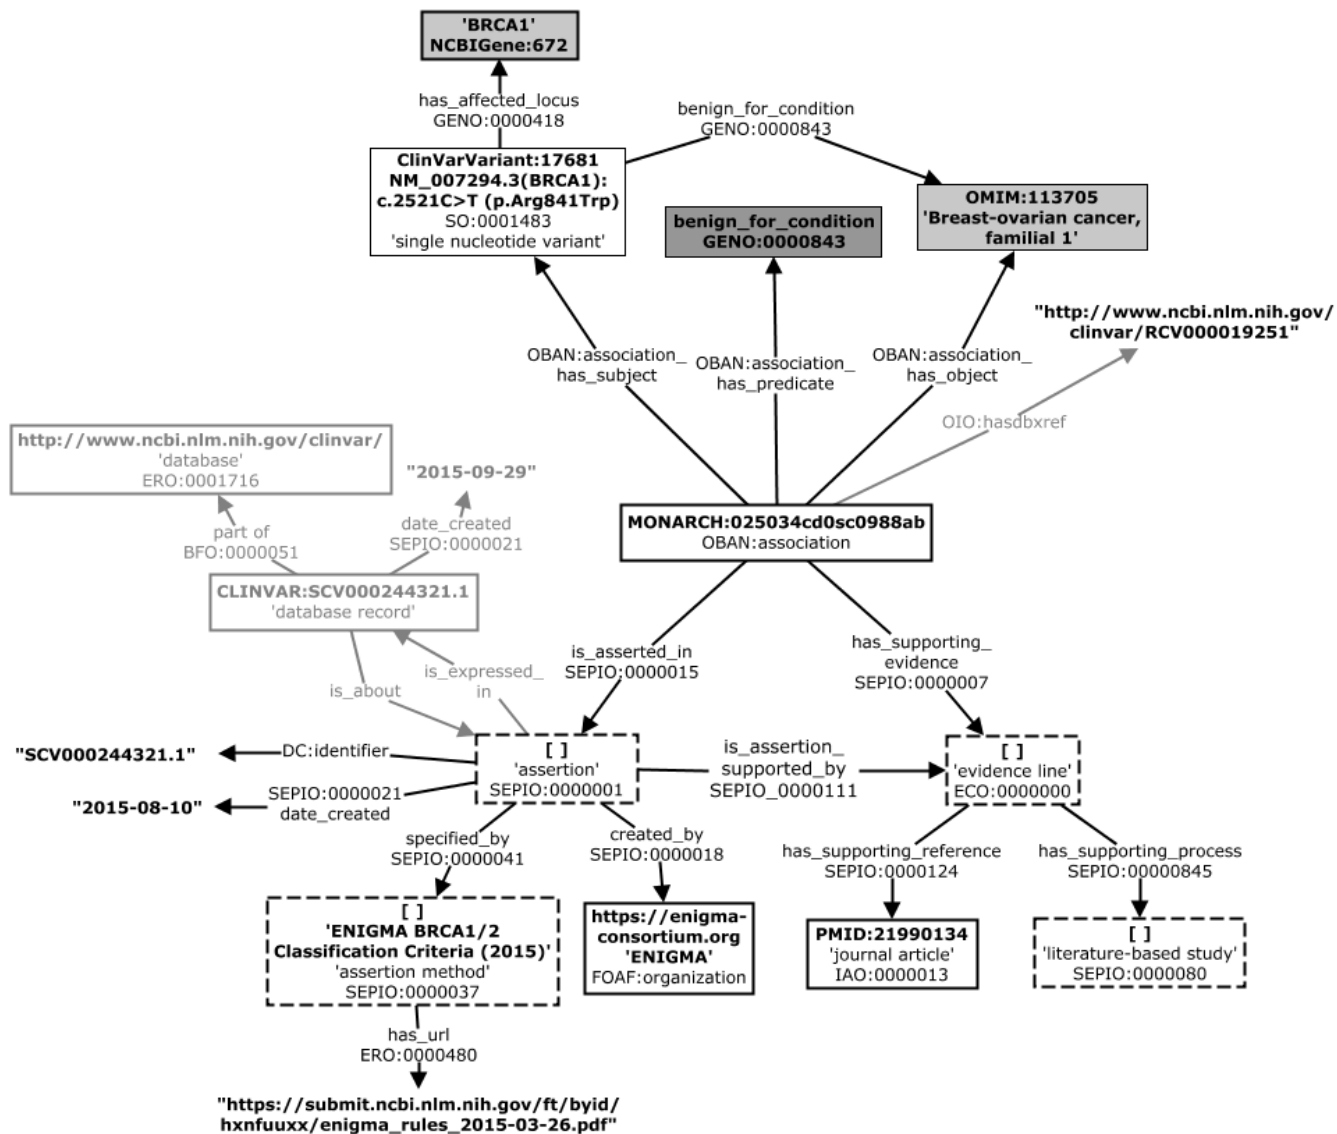 'BRCA1'
NCBIGene:672
has_affected_locus
GENO:0000418
benign_for_condition
GENO:0000843
ClinVarVariant:17681
NM_007294.3(BRCA1):
c.2521C>T (p.Arg841Trp)
SO:0001483
'single nucleotide variant'
benign_for_condition
GENO:0000843
OMIM:113705
'Breast-ovarian cancer,
familial 1'
"http://www.ncbi.nlm.nih.gov/
clinvar/RCV000019251"
OBAN:association_
has_subject
OBAN:association_
has_predicate
OBAN:association_
has_object
OIO:hasdbxref
http://www.ncbi.nlm.nih.gov/clinvar/
'database'
ERO:0001716
"2015-09-29"
part of
BFO:0000051
date_created
SEPIO:0000021
MONARCH:025034cd0sc0988ab
OBAN:association
CLINVAR:SCV000244321.1
'database record'
is_about
is_expressed_
in
is_asserted_in
SEPIO:0000015
has_supporting_
evidence
SEPIO:0000007
"SCV000244321.1"
DC:identifier
"2015-08-10"
SEPIO:0000021
date_created
[ ]
'assertion'
SEPIO:0000001
is_assertion_
supported_by
SEPIO_0000111
[ ]
'evidence line'
ECO:0000000
specified_by
SEPIO:0000041
created_by
SEPIO:0000018
has_supporting_reference
SEPIO:0000124
has_supporting_process
SEPIO:00000845
[ ]
'ENIGMA BRCA1/2
Classification Criteria (2015)'
'assertion method'
SEPIO:0000037
https://enigma-
consortium.org
'ENIGMA'
FOAF:organization
PMID:21990134
'journal article'
IAO:0000013
[ ]
'literature-based study'
SEPIO:0000080
has_url
ERO:0000480
"https://submit.ncbi.nlm.nih.gov/ft/byid/
hxnfuuxx/enigma_rules_2015-03-26.pdf"